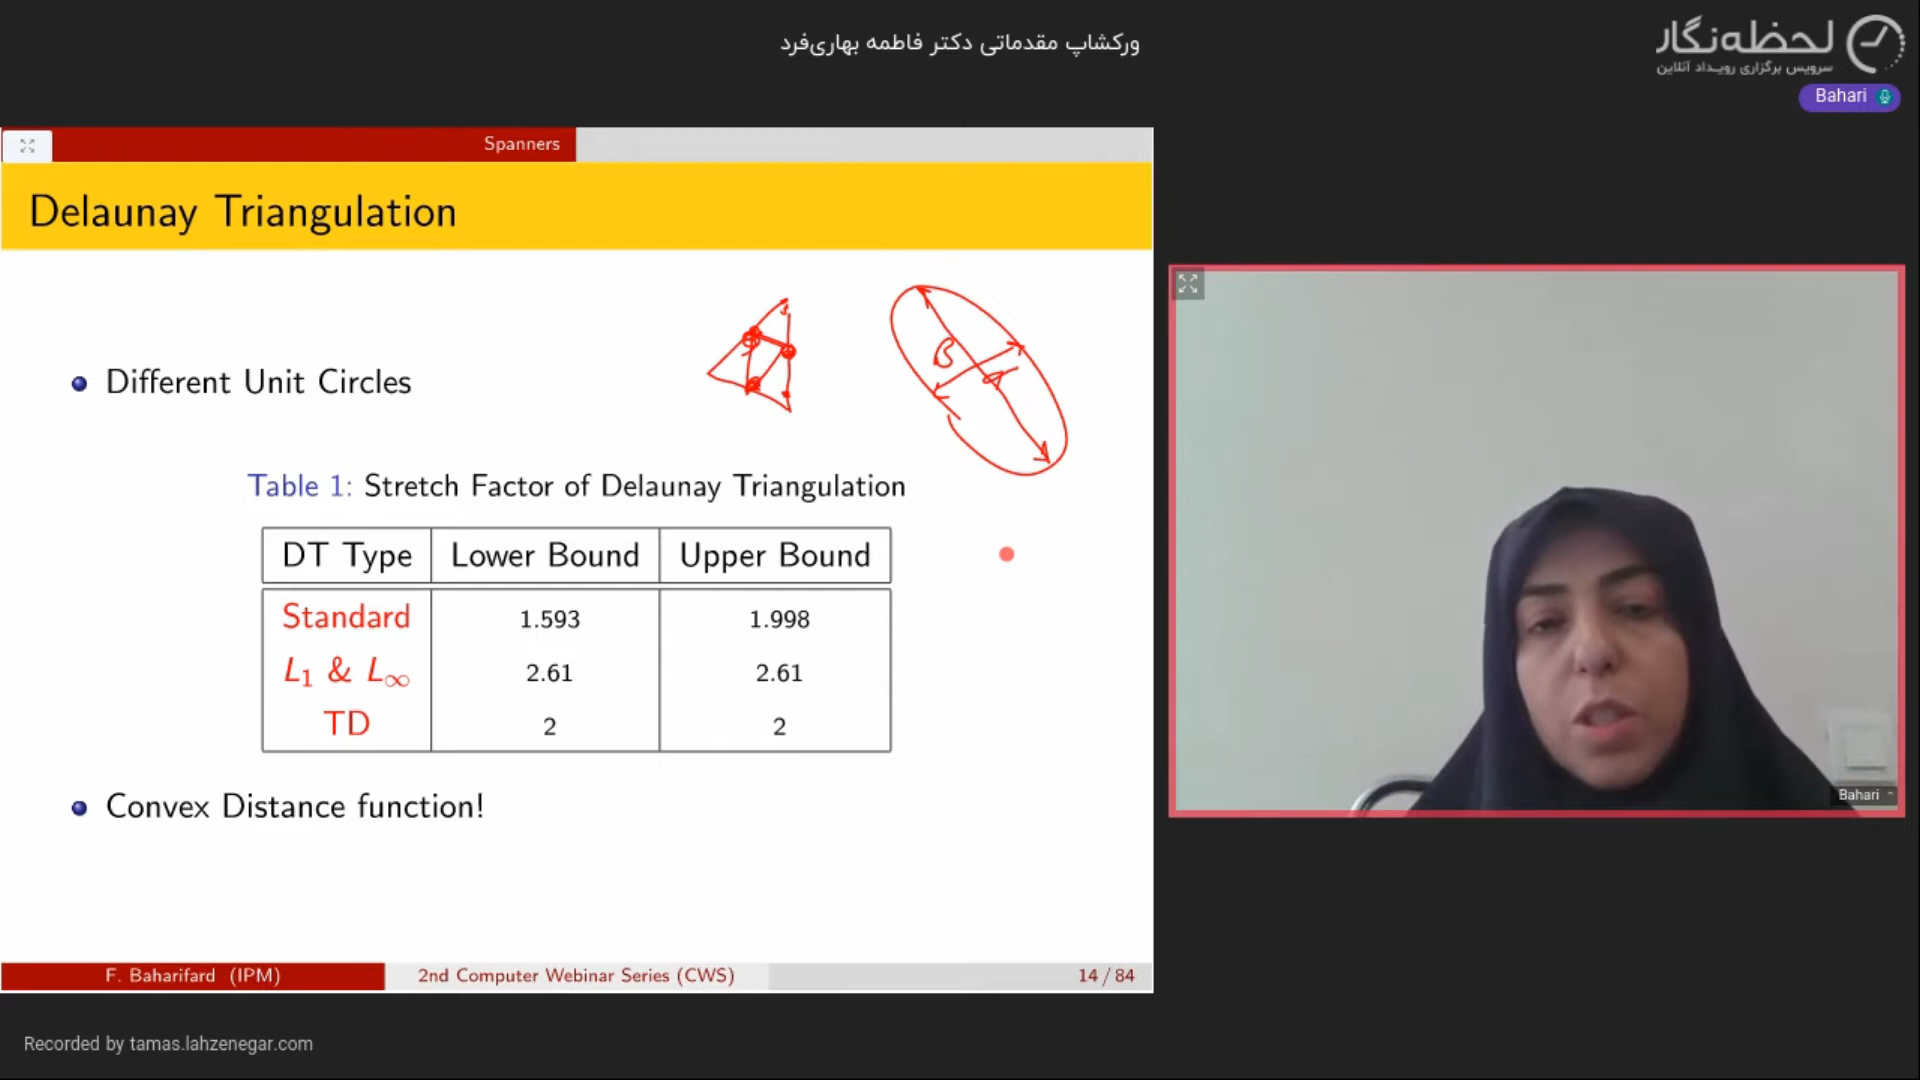 ورکشاپ مقدماتی دکتر فاطمه بهاری‌فرد
لحظه‌نگار
سرویس برگزاری رویداد آنلاین
Bahari
Spanners
Delaunay Triangulation
Different Unit Circles
β α
Table 1: Stretch Factor of Delaunay Triangulation
DT Type Lower Bound Upper Bound
Standard 1.593 1.998
L₁ & L∞ 2.61 2.61
TD 2 2
Convex Distance function!
Bahari
F. Baharifard (IPM) 2nd Computer Webinar Series (CWS) 14 / 84
Recorded by tamas.lahzenegar.com